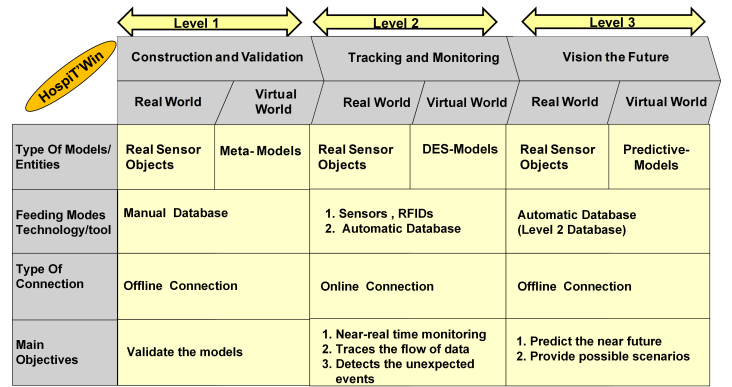 Level 1
Level 2
Level 3
HospiT'Win
Construction and Validation
Tracking and Monitoring
Vision the Future
Real World
Virtual
World
Real World
Virtual World
Real World
Virtual World
Type Of Models/
Entities
Real Sensor
Objects
Meta- Models
Real Sensor
Objects
DES-Models
Real Sensor
Objects
Predictive-
Models
Feeding Modes
Technology/tool
Manual Database
1. Sensors , RFIDs
2. Automatic Database
Automatic Database
(Level 2 Database)
Type Of
Connection
Offline Connection
Online Connection
Offline Connection
Main
Objectives
Validate the models
1. Near-real time monitoring
2. Traces the flow of data
3. Detects the unexpected
events
1. Predict the near future
2. Provide possible scenarios